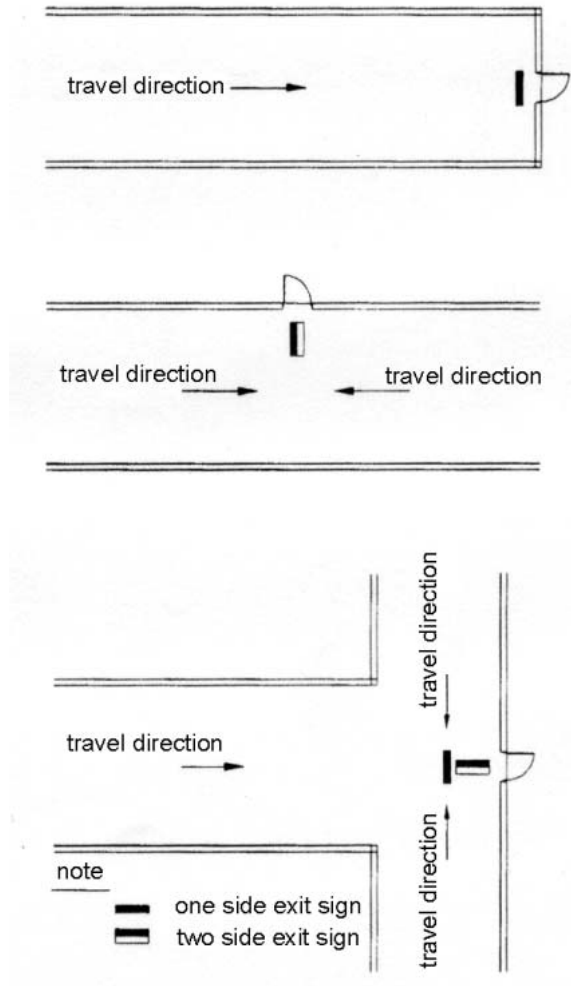 travel direction
travel direction
travel direction
travel direction
travel direction
travel direction
note
one side exit sign
two side exit sign